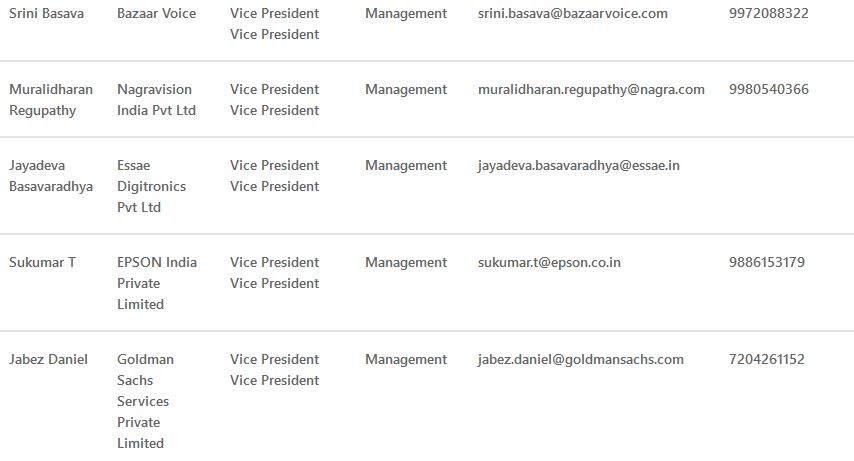 Srini Basava Bazaar Voice Vice President Management srini.basava@bazaarvoice.com 9972088322
Vice President
Muralidharan Nagravision Vice President Management muralidharan.regupathy@nagra.com 9980540366
Regupathy India Pvt Ltd Vice President
Jayadeva Essae Vice President Management jayadeva.basavaradhya@essae.in
Basavaradhya Digitronics Vice President
Pvt Ltd
Sukumar T EPSON India Vice President Management sukumar.t@epson.co.in 9886153179
Private Vice President
Limited
Jabez Daniel Goldman Vice President Management jabez.daniel@goldmansachs.com 7204261152
Sachs Vice President
Services
Private
Limited